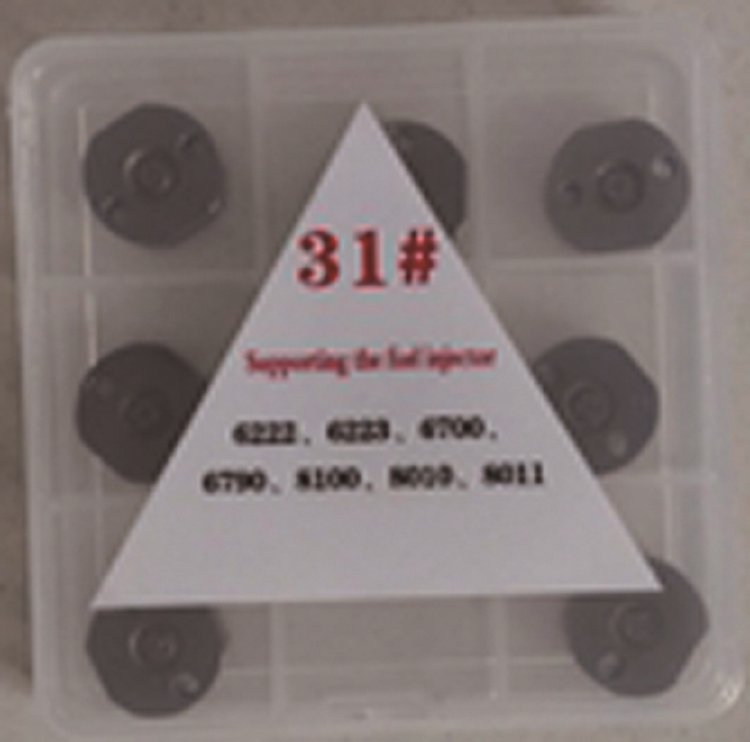 31#
Supporting the fuel injector
6222、6223、6700、
6790、8100、8010、8011